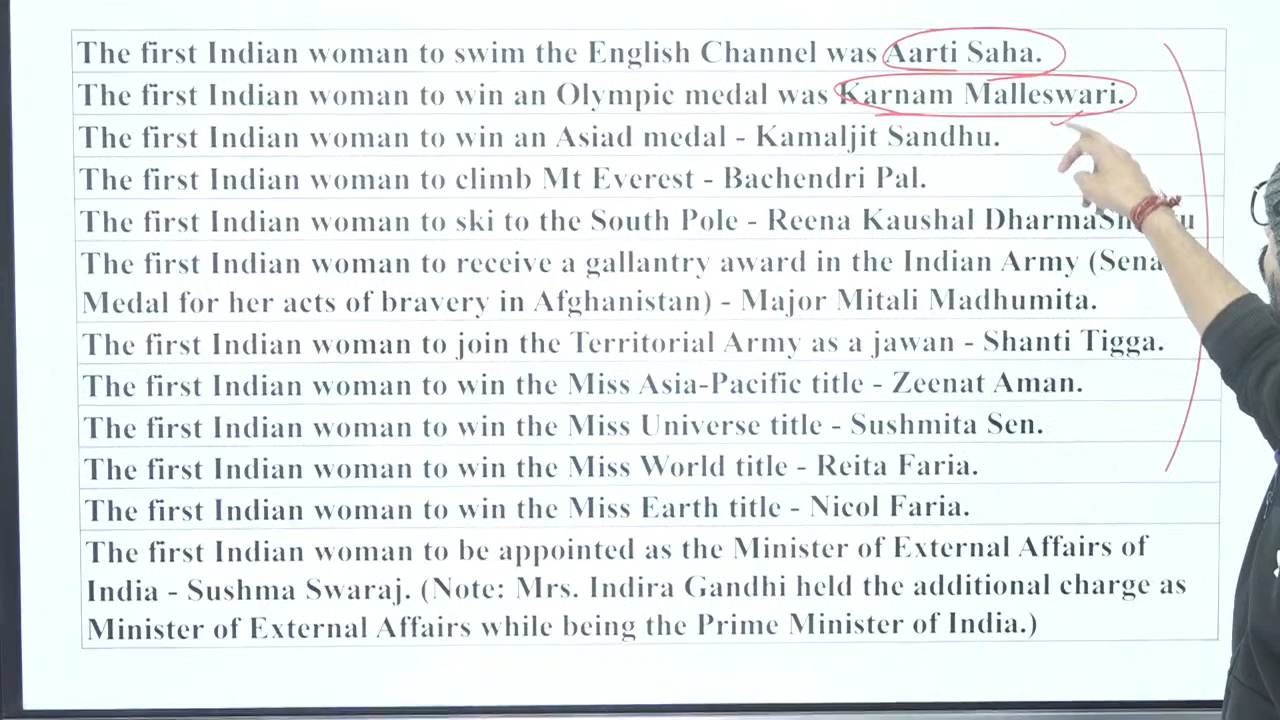 The first Indian woman to swim the English Channel was Aarti Saha.
The first Indian woman to win an Olympic medal was Karnam Malleswari.
The first Indian woman to win an Asiad medal - Kamaljit Sandhu.
The first Indian woman to climb Mt Everest - Bachendri Pal.
The first Indian woman to ski to the South Pole - Reena Kaushal
The first Indian woman to receive a gallantry award in the Indian Army (Sena
Medal for her acts of bravery in Afghanistan) - Major Mitali Madhumita.
The first Indian woman to join the Territorial Army as a jawan - Shanti Tigga.
The first Indian woman to win the Miss Asia-Pacific title - Zeenat Aman.
The first Indian woman to win the Miss Universe title - Sushmita Sen.
The first Indian woman to win the Miss World title - Reita Faria.
The first Indian woman to win the Miss Earth title - Nicol Faria.
The first Indian woman to be appointed as the Minister of External Affairs of
India - Sushma Swaraj. (Note: Mrs. Indira Gandhi held the additional charge as
Minister of External Affairs while being the Prime Minister of India.)